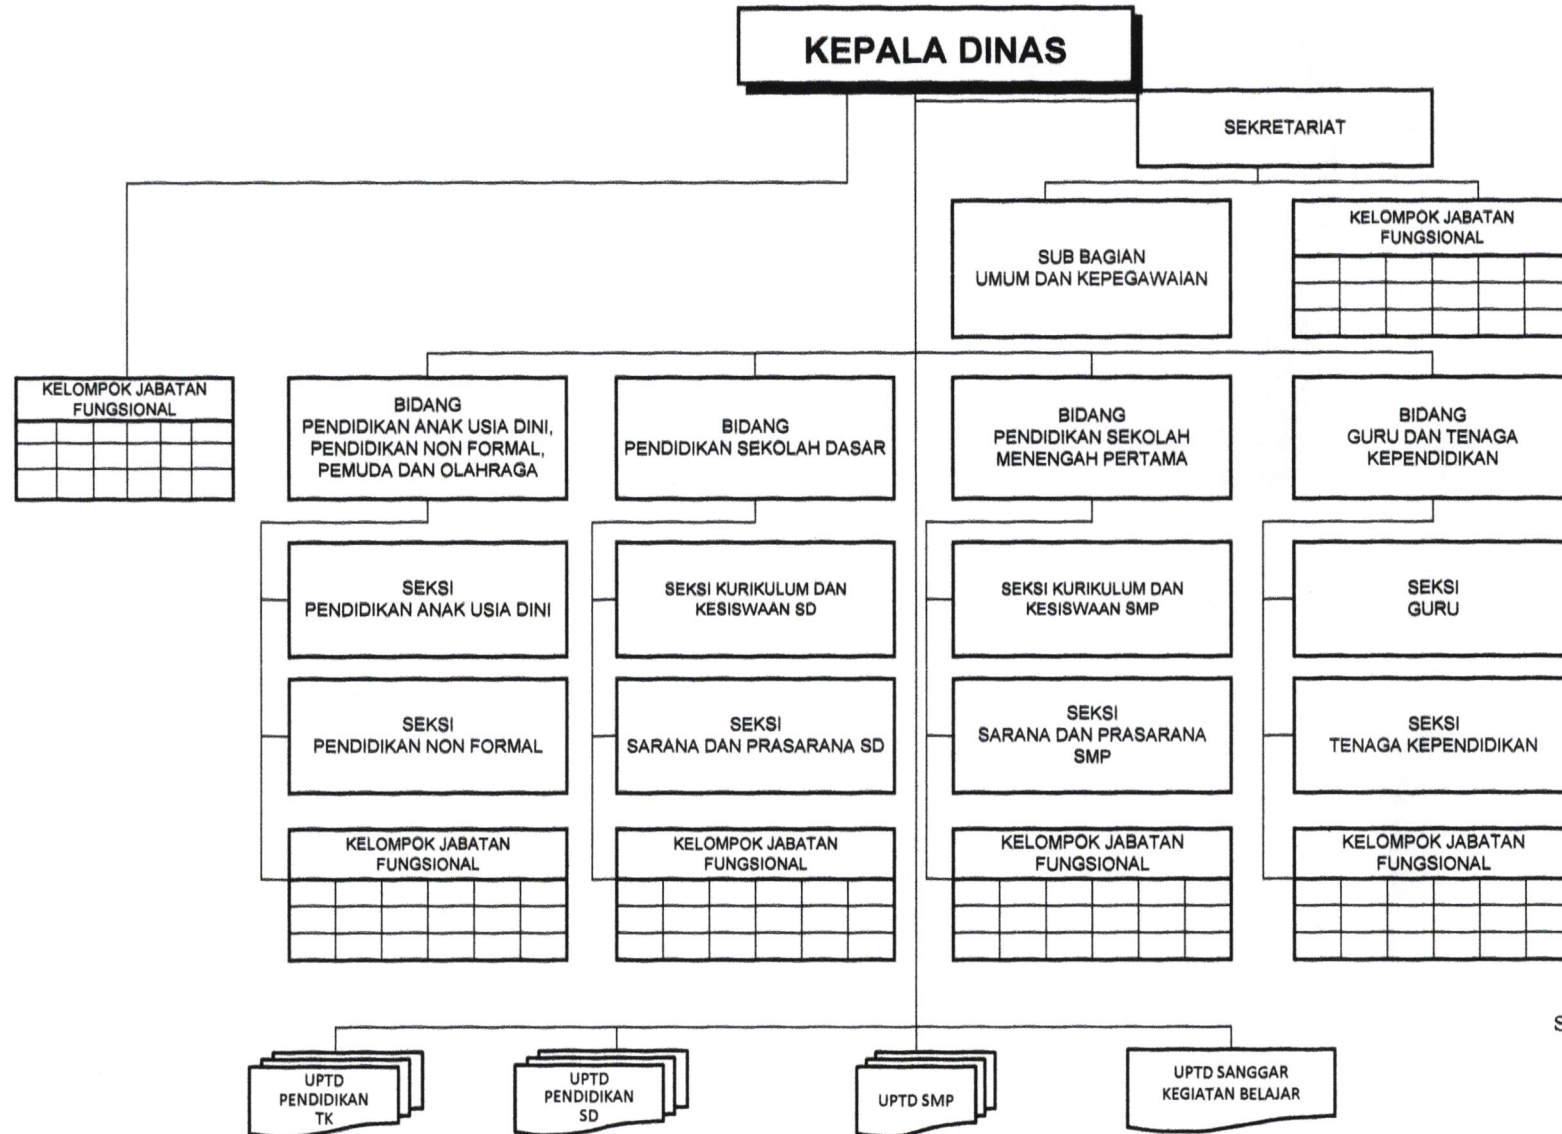 KEPALA DINAS
SEKRETARIAT
SUB BAGIAN
UMUM DAN KEPEGAWAIAN
KELOMPOK JABATAN
FUNGSIONAL
KELOMPOK JABATAN
FUNGSIONAL
BIDANG
PENDIDIKAN ANAK USIA DINI,
PENDIDIKAN NON FORMAL,
PEMUDA DAN OLAHRAGA
BIDANG
PENDIDIKAN SEKOLAH DASAR
BIDANG
PENDIDIKAN SEKOLAH
MENENGAH PERTAMA
BIDANG
GURU DAN TENAGA
KEPENDIDIKAN
SEKSI
PENDIDIKAN ANAK USIA DINI
SEKSI KURIKULUM DAN
KESISWAAN SD
SEKSI KURIKULUM DAN
KESISWAAN SMP
SEKSI
GURU
SEKSI
PENDIDIKAN NON FORMAL
SEKSI
SARANA DAN PRASARANA SD
SEKSI
SARANA DAN PRASARANA
SMP
SEKSI
TENAGA KEPENDIDIKAN
KELOMPOK JABATAN
FUNGSIONAL
KELOMPOK JABATAN
FUNGSIONAL
KELOMPOK JABATAN
FUNGSIONAL
KELOMPOK JABATAN
FUNGSIONAL
S
UPTD
PENDIDIKAN
TK
UPTD
PENDIDIKAN
SD
UPTD SMP
UPTD SANGGAR
KEGIATAN BELAJAR